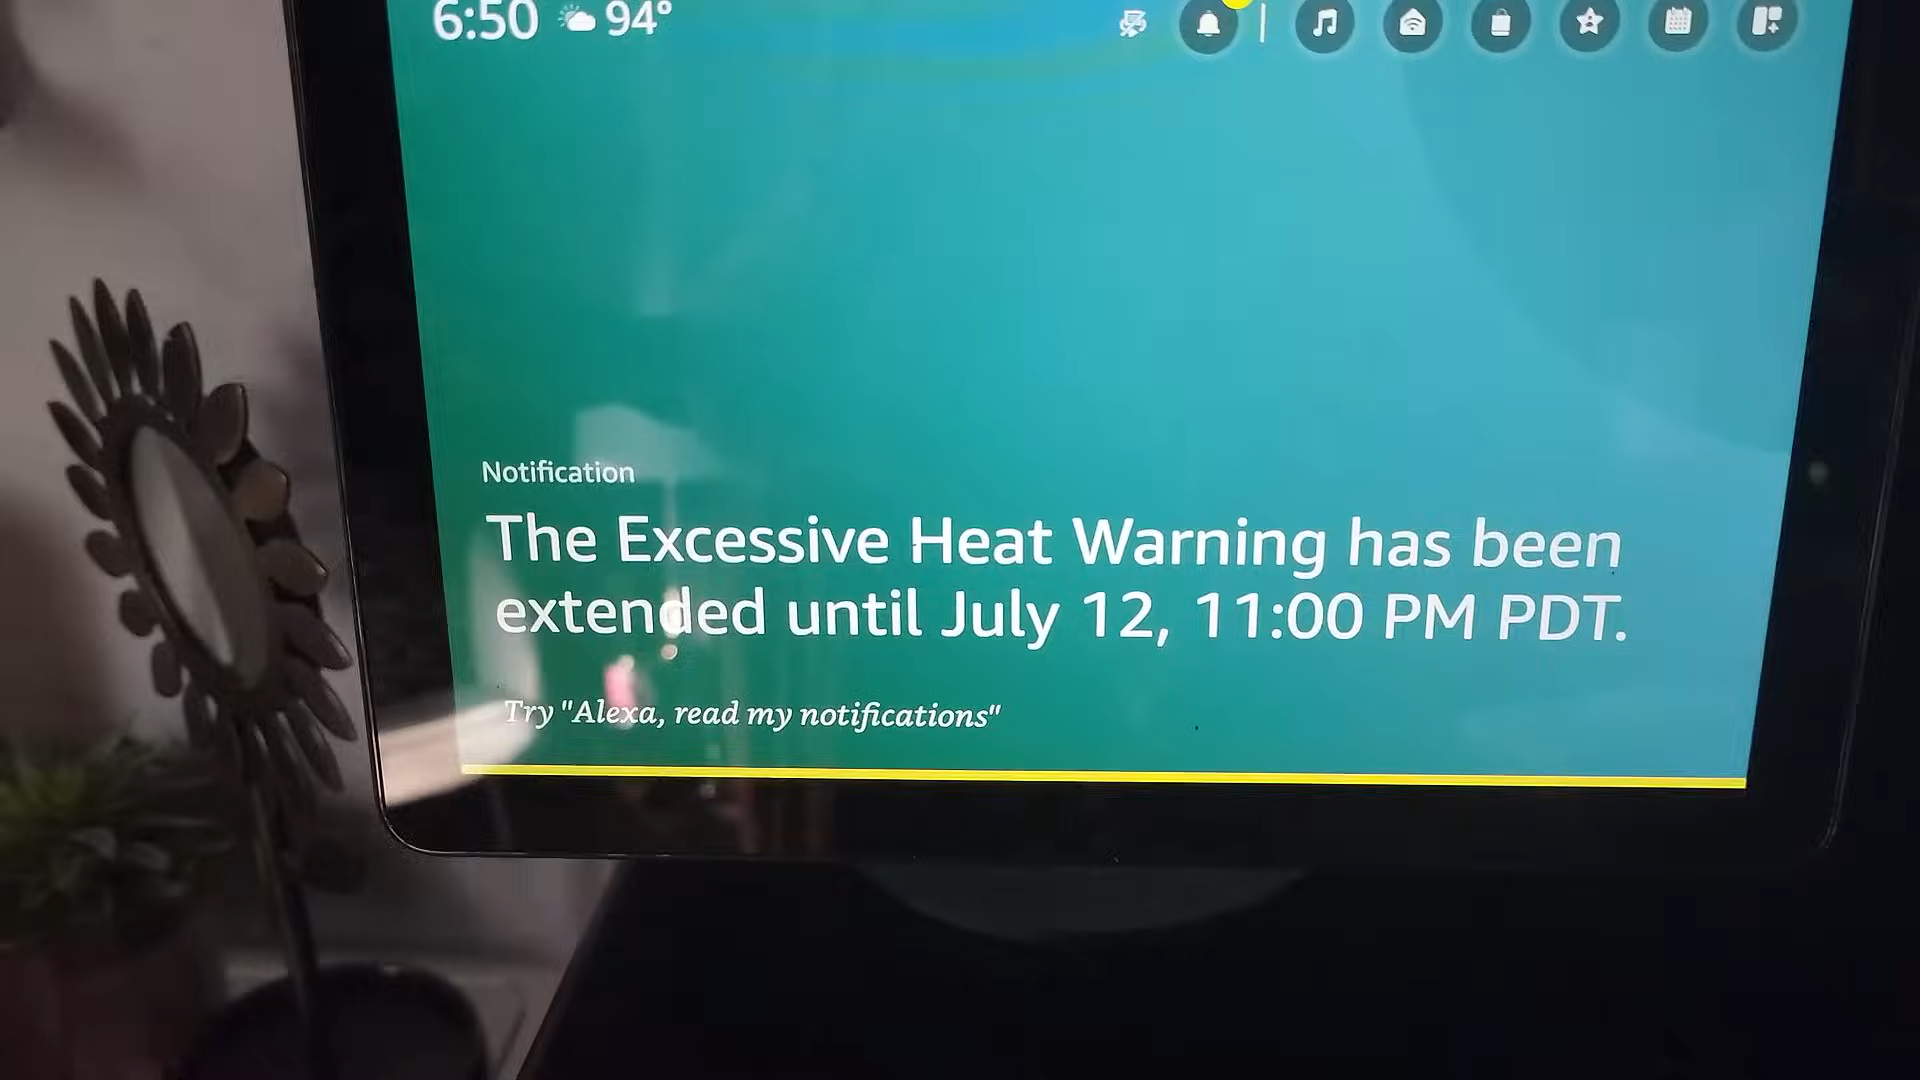 6:50 94°
Notification
The Excessive Heat Warning has been
extended until July 12, 11:00 PM PDT.
Try "Alexa, read my notifications"